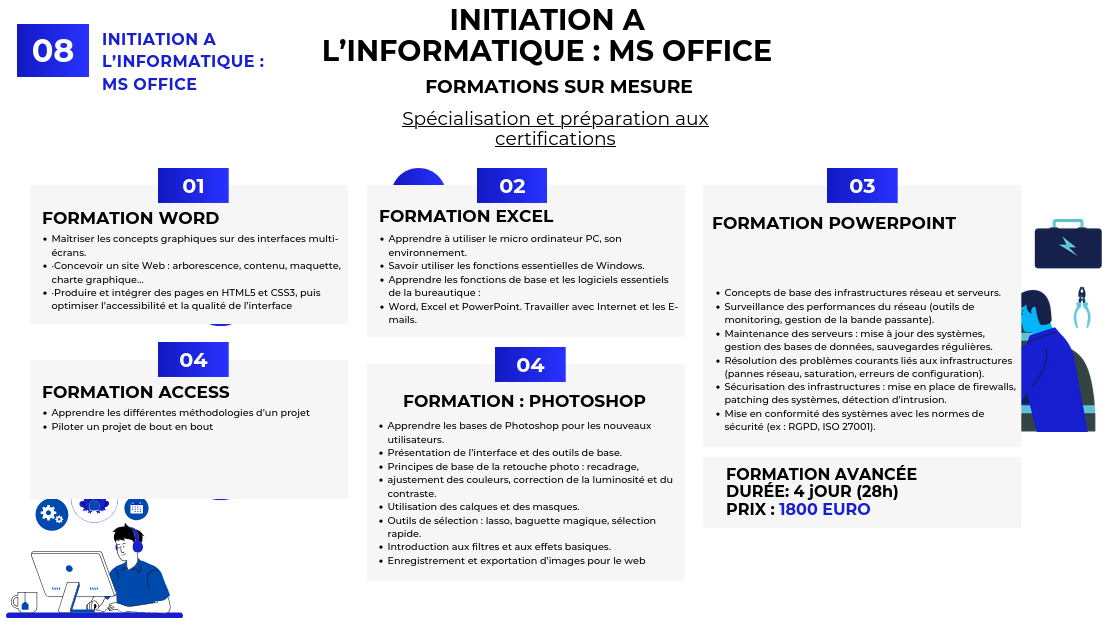 08
INITIATION A
L'INFORMATIQUE :
MS OFFICE
INITIATION A
L'INFORMATIQUE : MS OFFICE
FORMATIONS SUR MESURE
Spécialisation et préparation aux
certifications
01
FORMATION WORD
• Maîtriser les concepts graphiques sur des interfaces multi-
écrans.
• ·Concevoir un site Web : arborescence, contenu, maquette,
charte graphique…
• ·Produire et intégrer des pages en HTML5 et CSS3, puis
optimiser l'accessibilité et la qualité de l'interface
02
FORMATION EXCEL
• Apprendre à utiliser le micro ordinateur PC, son
environnement.
• Savoir utiliser les fonctions essentielles de Windows.
• Apprendre les fonctions de base et les logiciels essentiels
de la bureautique :
• Word, Excel et PowerPoint. Travailler avec Internet et les E-
mails.
03
FORMATION POWERPOINT
• Concepts de base des infrastructures réseau et serveurs.
• Surveillance des performances du réseau (outils de
monitoring, gestion de la bande passante).
• Maintenance des serveurs : mise à jour des systèmes,
gestion des bases de données, sauvegardes régulières.
• Résolution des problèmes courants liés aux infrastructures
(pannes réseau, saturation, erreurs de configuration).
• Sécurisation des infrastructures : mise en place de firewalls,
patching des systèmes, détection d'intrusion.
• Mise en conformité des systèmes avec les normes de
sécurité (ex : RGPD, ISO 27001).
04
FORMATION ACCESS
• Apprendre les différentes méthodologies d'un projet
• Piloter un projet de bout en bout
04
FORMATION : PHOTOSHOP
• Apprendre les bases de Photoshop pour les nouveaux
utilisateurs.
• Présentation de l'interface et des outils de base.
• Principes de base de la retouche photo : recadrage,
• ajustement des couleurs, correction de la luminosité et du
contraste.
• Utilisation des calques et des masques.
• Outils de sélection : lasso, baguette magique, sélection
rapide.
• Introduction aux filtres et aux effets basiques.
• Enregistrement et exportation d'images pour le web
FORMATION AVANCÉE
DURÉE: 4 jOUR (28h)
PRIX : 1800 EURO